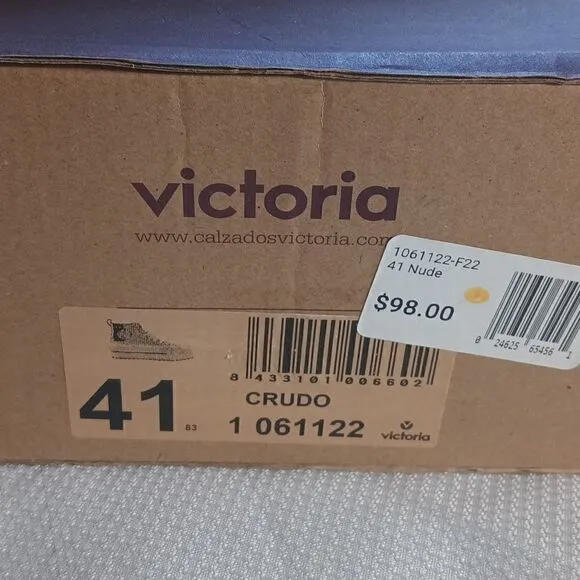 victoria
www.calzadosvictoria.com
1061122-F22
41 Nude
$98.00
0 24625 65456 1
8 433101 006602
41
83
CRUDO
1 061122
victoria